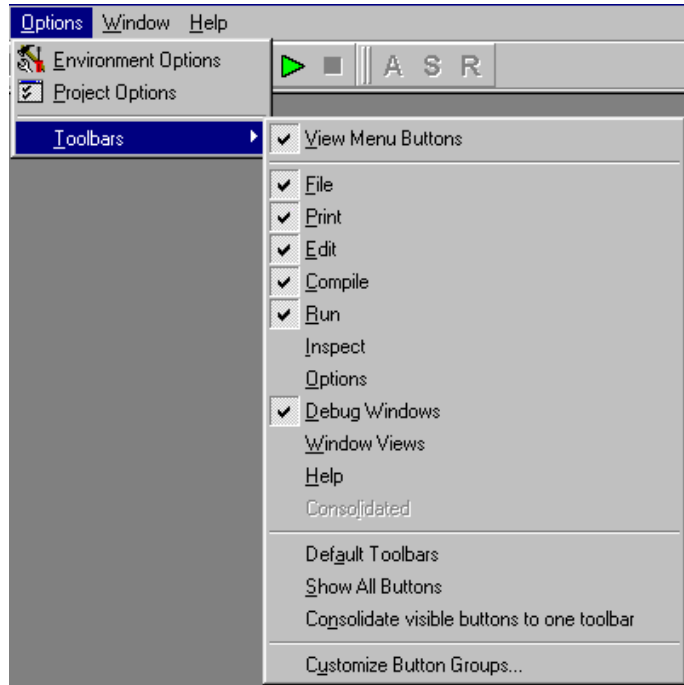 Options Window Help
Environment Options
A S R
Project Options
Toolbars
View Menu Buttons
File
Print
Edit
Compile
Run
Inspect
Options
Debug Windows
Window Views
Help
Consolidated
Default Toolbars
Show All Buttons
Consolidate visible buttons to one toolbar
Customize Button Groups...